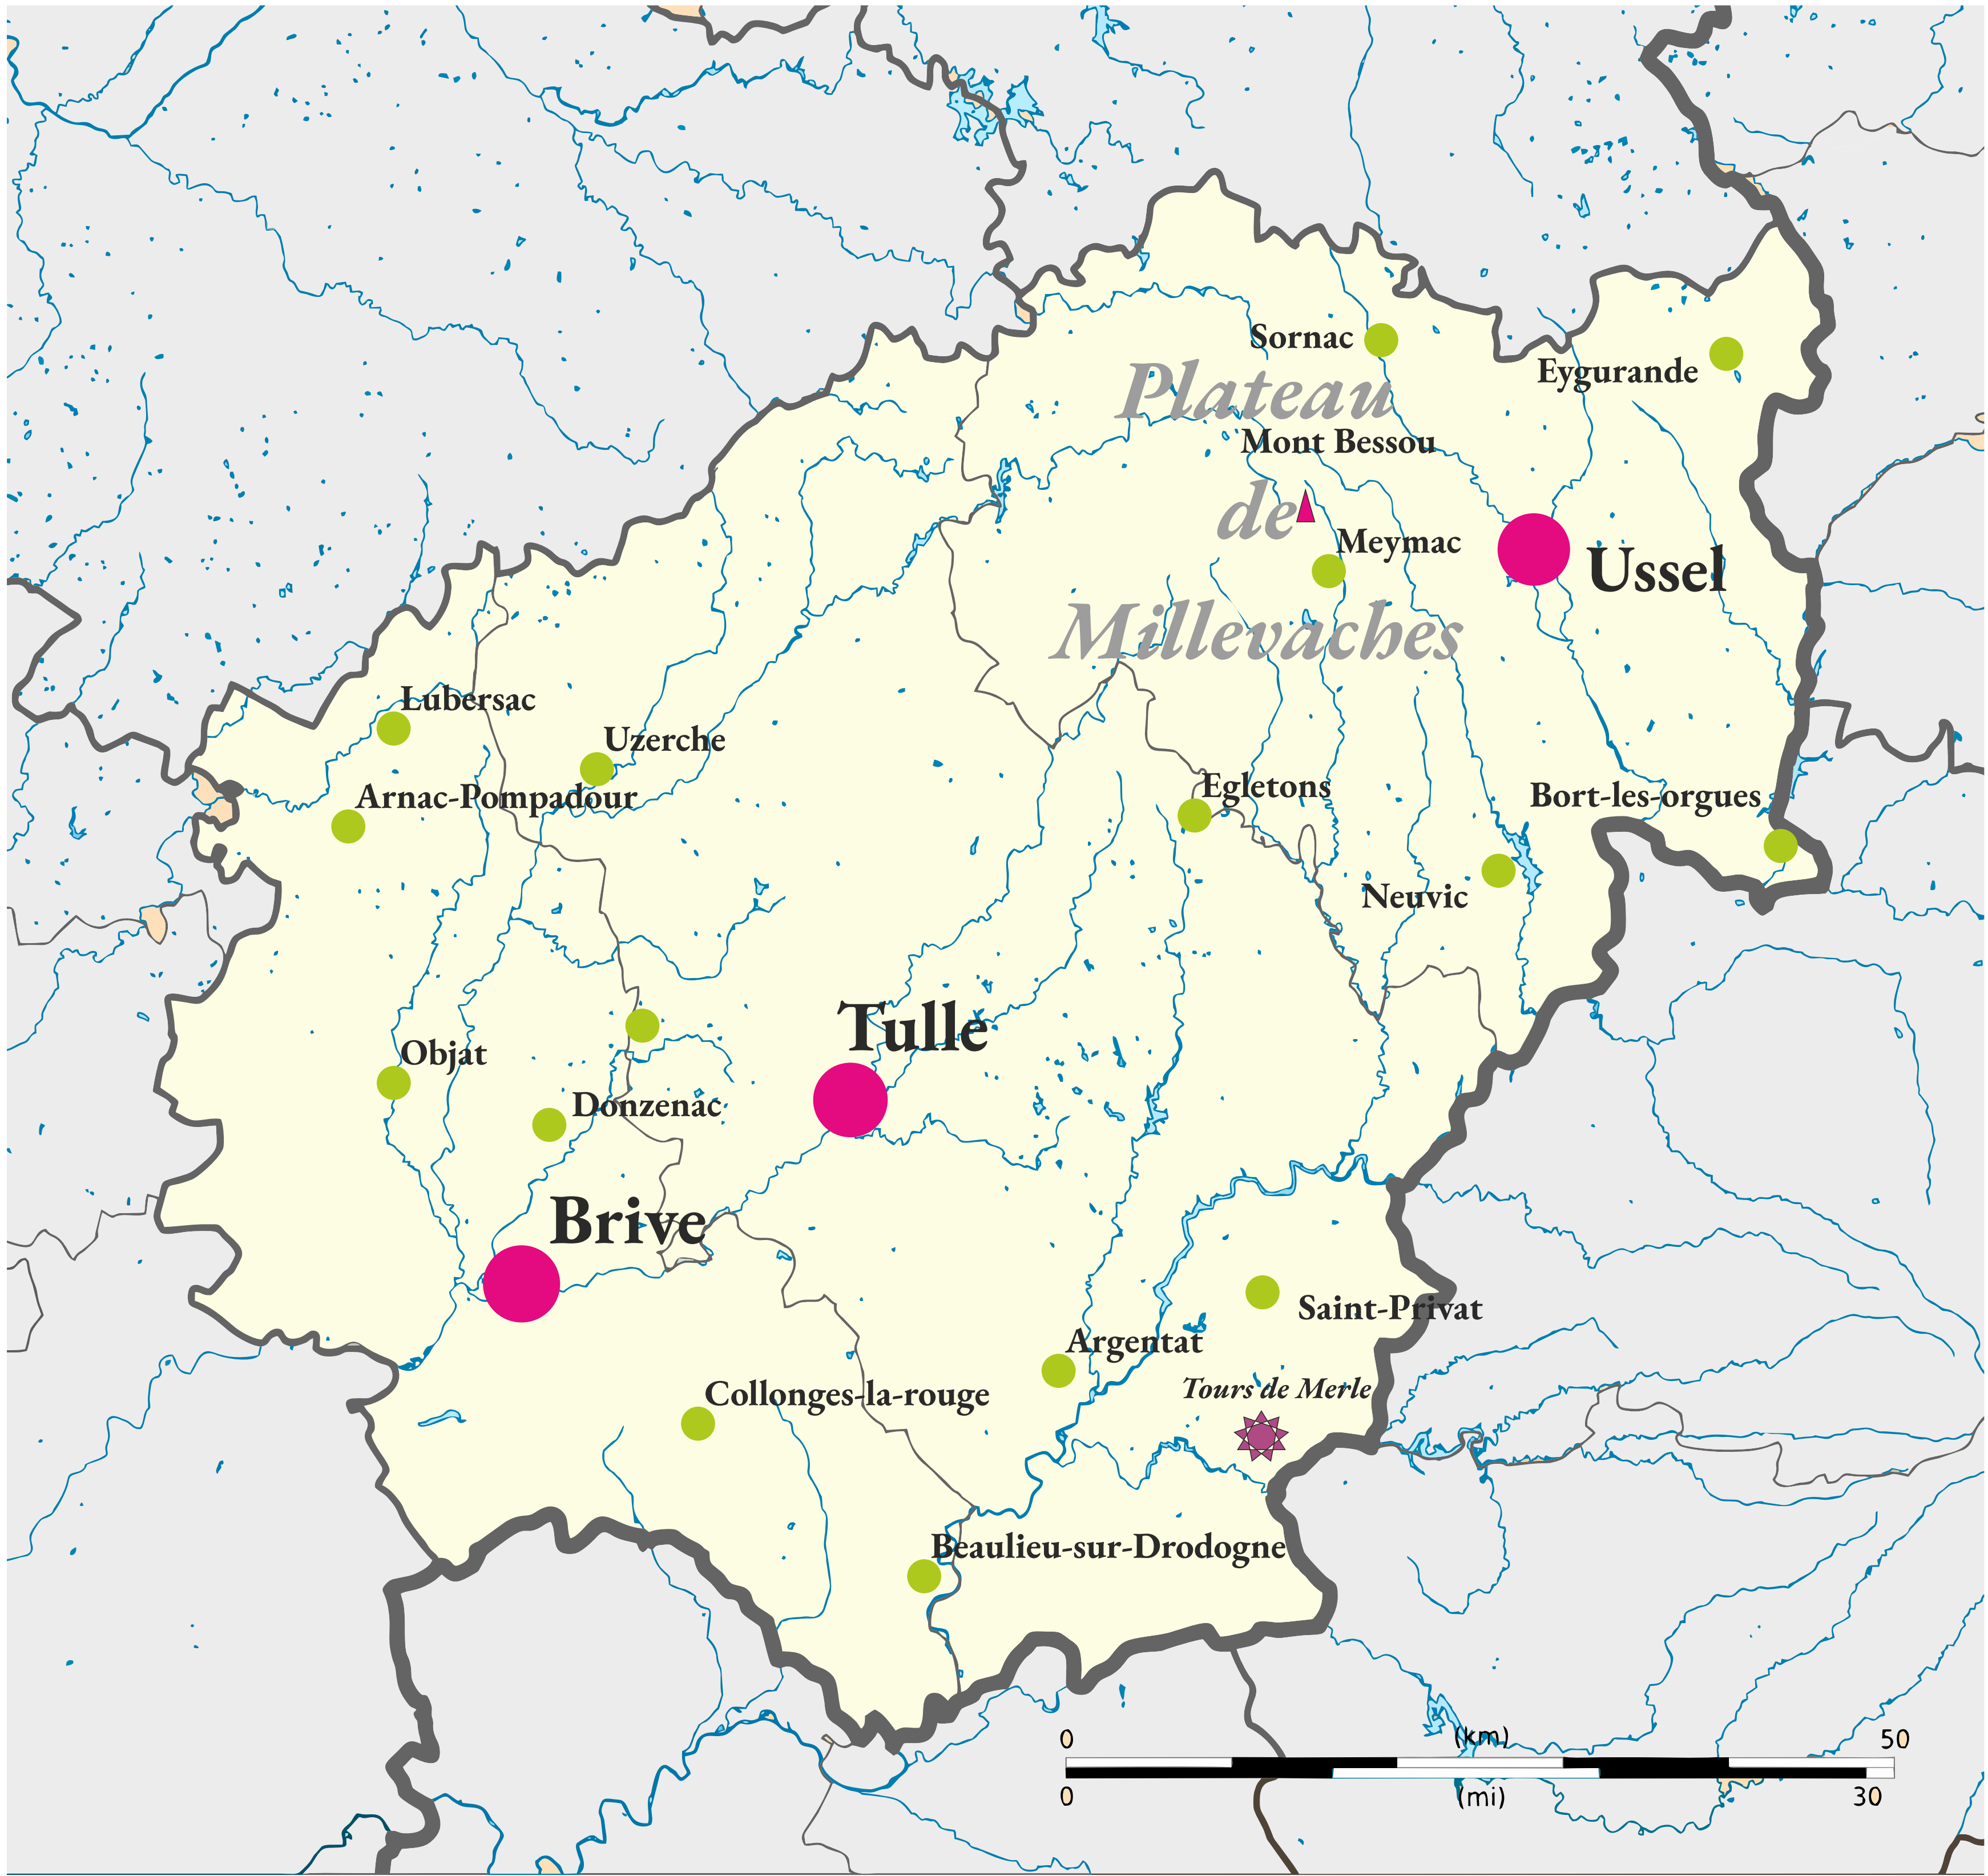 Sornac
Eygurande
Plateau
Mont Bessou
de
Meymac
Ussel
Millevaches
Lubersac
Uzerche
Arnac-Pompadour
Egletons
Bort-les-orgues
Neuvic
Tulle
Objat
Donzenac
Brive
Saint-Privat
Argentat
Tours de Merle
Collonges-la-rouge
Beaulieu-sur-Drodogne
0 (km) 50
0 (mi) 30